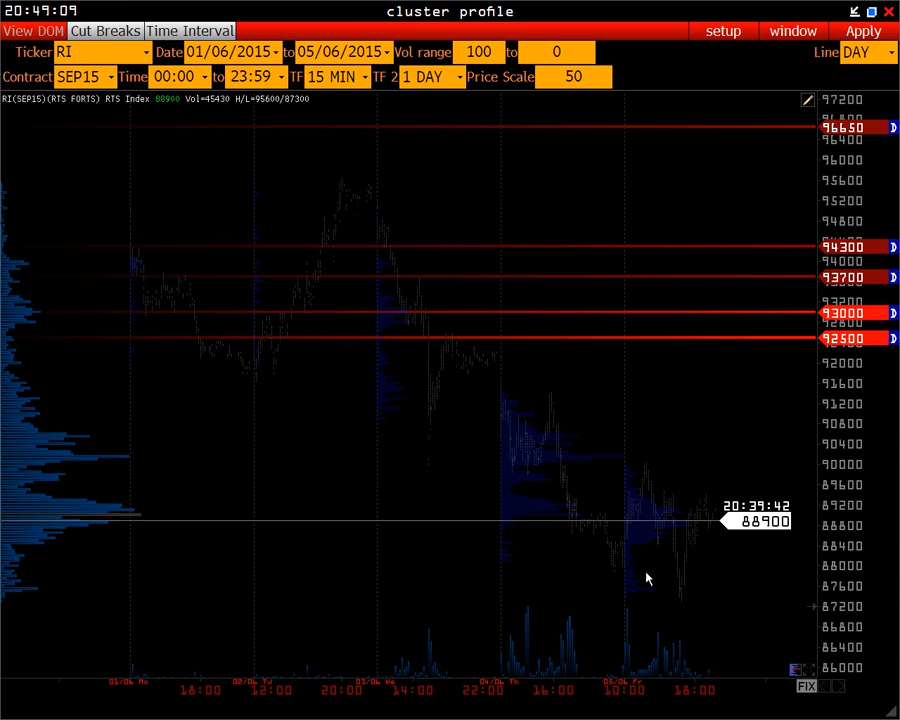 20:49:09 cluster profile
View DOM Cut Breaks Time Interval setup window Apply
Ticker RI Date 01/06/2015 to 05/06/2015 Vol range 100 to 0 Line DAY
Contract SEP15 Time 00:00 to 23:59 TF 15 MIN TF 2 1 DAY Price Scale 50
RI(SEP15)(RTS FORTS) RTS Index 88900 Vol=45430 H/L=95600/87300
97200
96800
96650 D
96400
96000
95600
95200
94800
94300 D
94000
93700 D
93200
93000 D
92800
92500 D
92000
91600
91200
90800
90400
90000
89600
89200
20:39:42
88900
88800
88400
88000
87600
87200
86800
86400
86000
01/06 Mo 02/06 Tu 03/06 We 04/06 Th 05/06 Fr
18:00 12:00 20:00 14:00 22:00 16:00 10:00 18:00
FIX